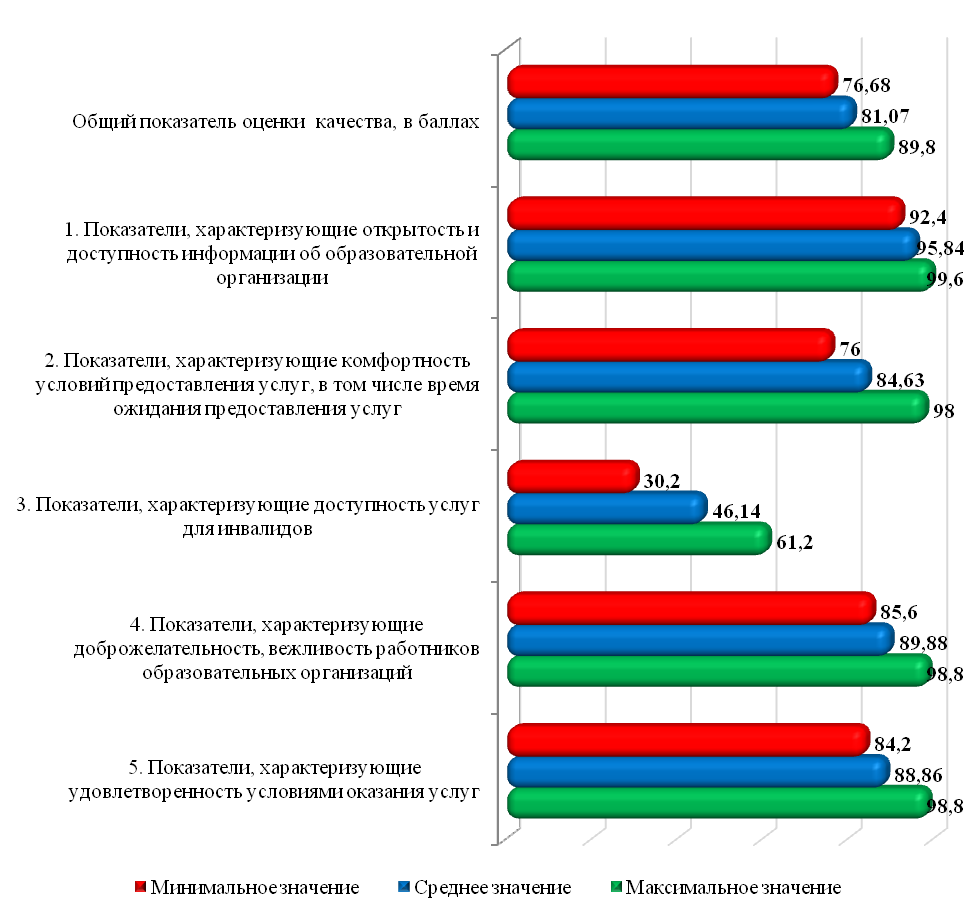 Общий показатель оценки качества, в баллах
76,68
81,07
89,8
1. Показатели, характеризующие открытость и
доступность информации об образовательной
организации
92,4
95,84
99,6
2. Показатели, характеризующие комфортность
условий предоставления услуг, в том числе время
ожидания предоставления услуг
76
84,63
98
3. Показатели, характеризующие доступность услуг
для инвалидов
30,2
46,14
61,2
4. Показатели, характеризующие
доброжелательность, вежливость работников
образовательных организаций
85,6
89,88
98,8
5. Показатели, характеризующие
удовлетворенность условиями оказания услуг
84,2
88,86
98,8
Минимальное значение
Среднее значение
Максимальное значение